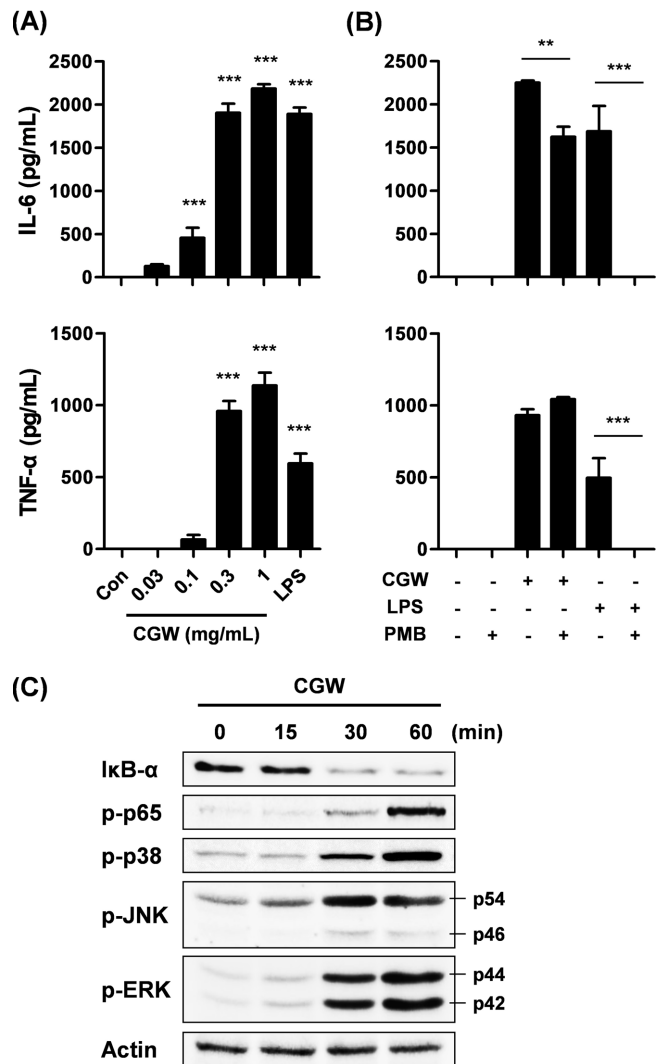 (A)
(B)
IL-6 (pg/mL)
2500
2000
1500
1000
500
0
***
***
***
***
2500
2000
1500
1000
500
0
**
***
TNF-α (pg/mL)
1500
1000
500
0
***
***
***
1500
1000
500
0
***
Con 0.03 0.1 0.3 1 LPS
CGW (mg/mL)
CGW - - + + - -
LPS - - - - + +
PMB - + - + - +
(C)
CGW
0 15 30 60 (min)
IκB-α
p-p65
p-p38
p-JNK
p54
p46
p-ERK
p44
p42
Actin